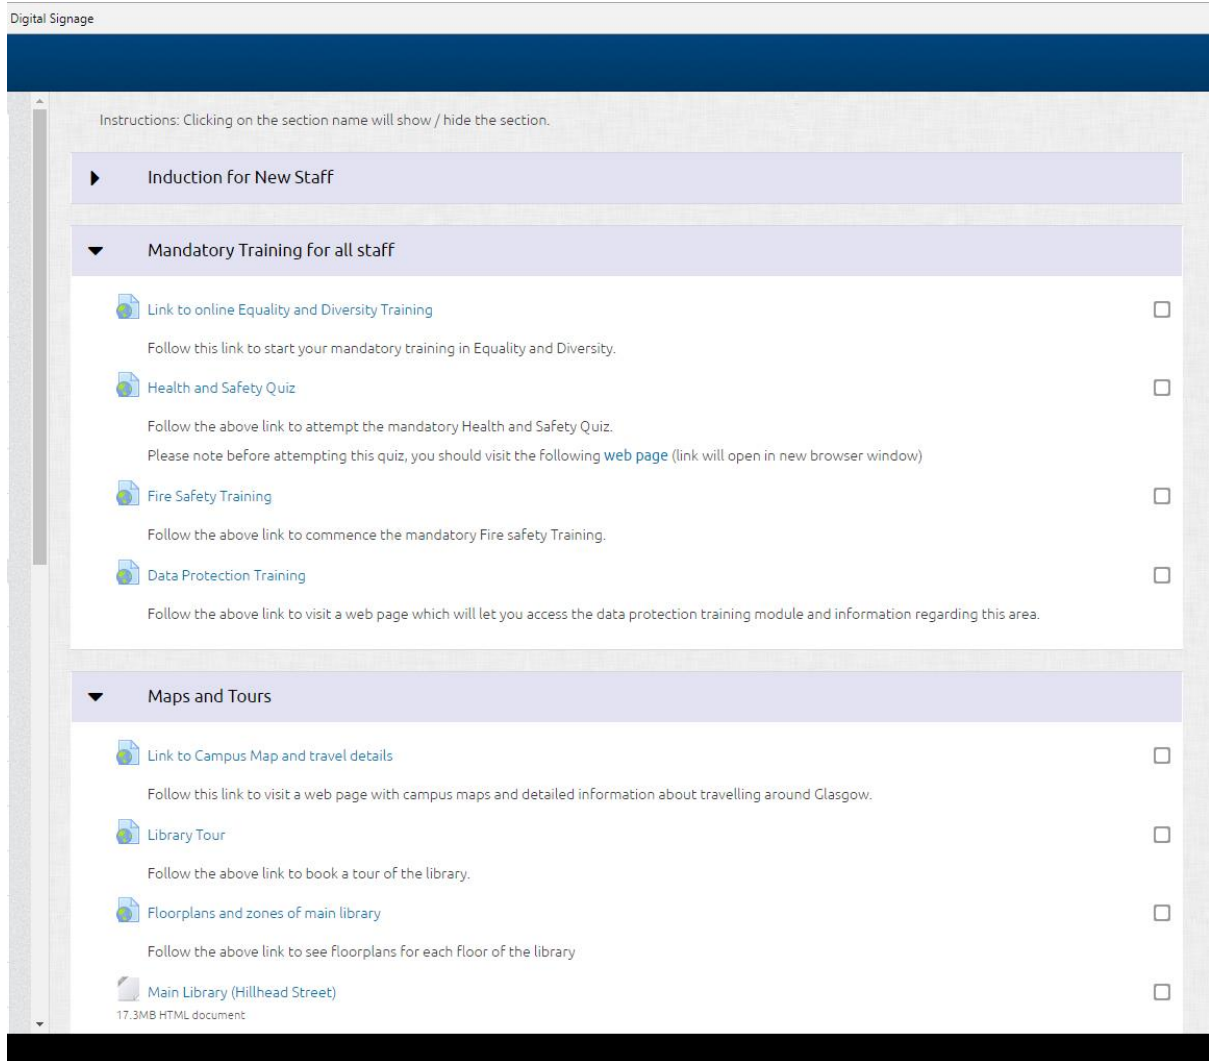 Digital Signage
Instructions: Clicking on the section name will show / hide the section.
Induction for New Staff
Mandatory Training for all staff
Link to online Equality and Diversity Training
Follow this link to start your mandatory training in Equality and Diversity.
Health and Safety Quiz
Follow the above link to attempt the mandatory Health and Safety Quiz.
Please note before attempting this quiz, you should visit the following web page (link will open in new browser window)
Fire Safety Training
Follow the above link to commence the mandatory Fire safety Training.
Data Protection Training
Follow the above link to visit a web page which will let you access the data protection training module and information regarding this area.
Maps and Tours
Link to Campus Map and travel details
Follow this link to visit a web page with campus maps and detailed information about travelling around Glasgow.
Library Tour
Follow the above link to book a tour of the library.
Floorplans and zones of main library
Follow the above link to see floorplans for each floor of the library
Main Library (Hillhead Street)
17.3MB HTML document